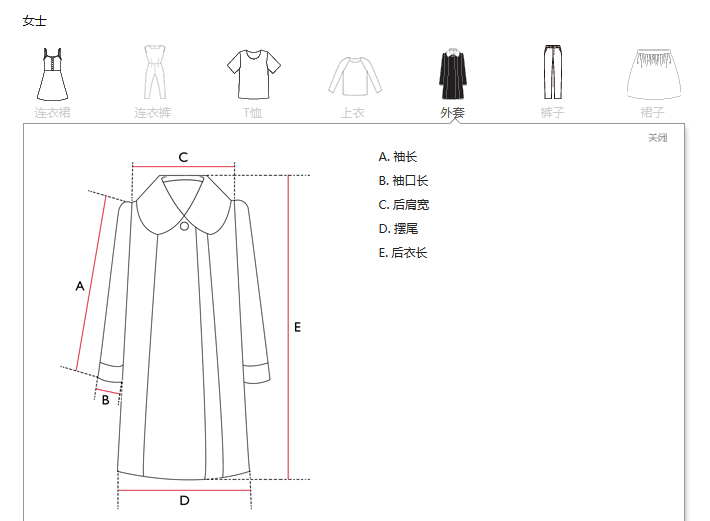 女士
连衣裙 连衣裤 T恤 上衣 外套 裤子 裙子
关闭
C
A. 袖长
B. 袖口长
C. 后肩宽
D. 摆尾
E. 后衣长
A
E
B
D